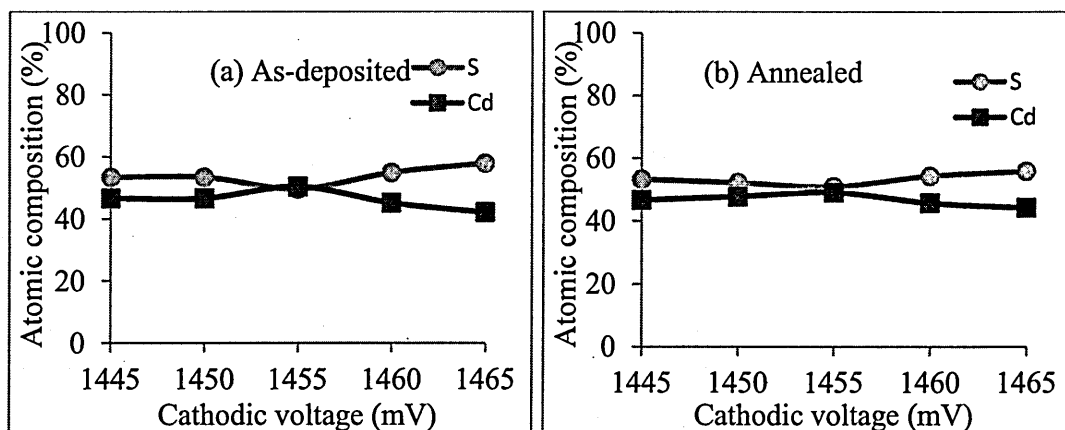 Atomic composition (%)
100
80
60
40
20
0
(a) As-deposited
S
Cd
1445 1450 1455 1460 1465
Cathodic voltage (mV)
Atomic composition (%)
100
80
60
40
20
0
(b) Annealed
S
Cd
1445 1450 1455 1460 1465
Cathodic voltage (mV)